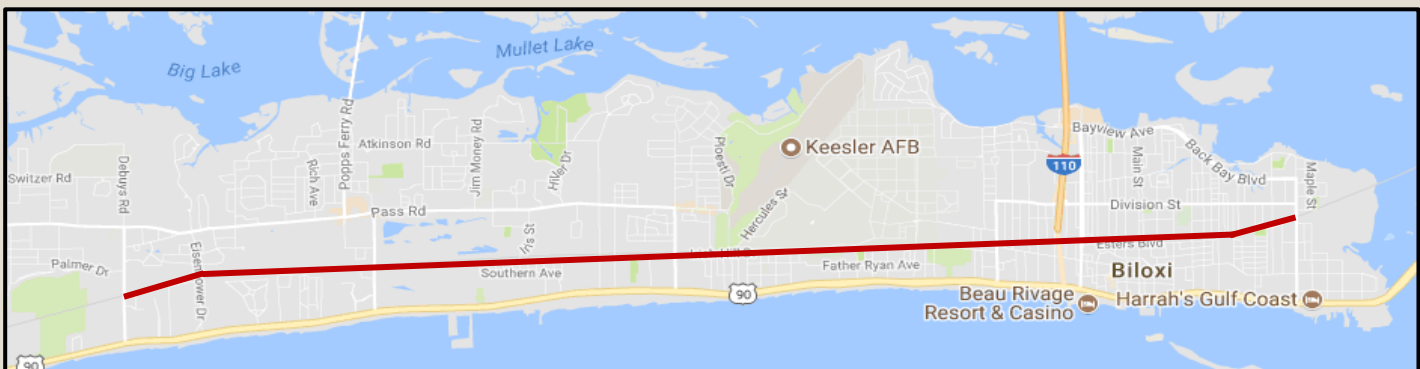 Big Lake
Mullet Lake
Popps Ferry Rd
Atkinson Rd
Jim Money Rd
Hiller Dr
Ploesti Dr
Keesler AFB
110
Bayview Ave
Main St
Back Bay Blvd
Maple St
Switzer Rd
Debuys Rd
Rich Ave
Pass Rd
Iris St
Hercules St
Division St
Palmer Dr
Eisenhower Dr
Southern Ave
Father Ryan Ave
Esters Blvd
Biloxi
90
Beau Rivage
Resort & Casino
Harrah's Gulf Coast
90